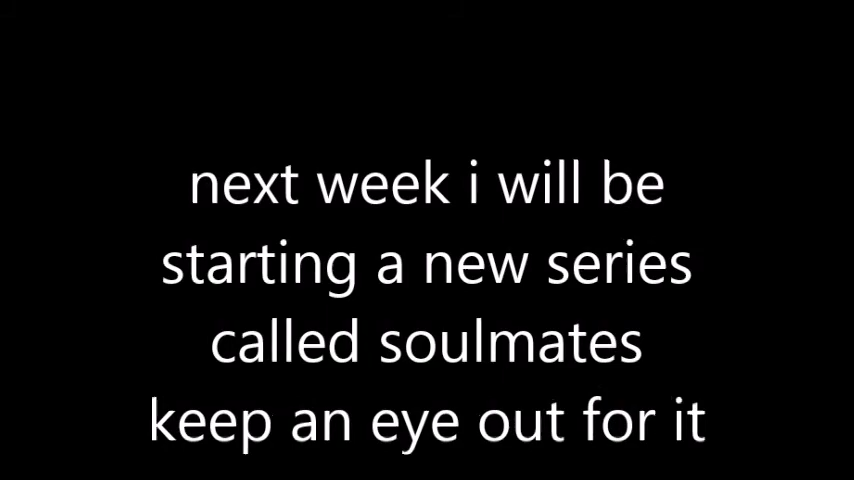 next week i will be
starting a new series
called soulmates
keep an eye out for it